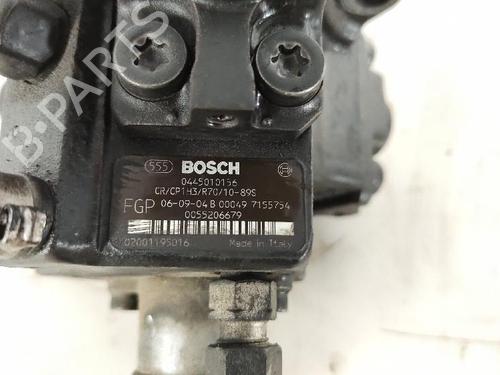 B-PARTS
555 BOSCH
0445010156
CR/CP1H3/R70/10-89S
FGP 06-09-04 B 00049 7155754
0055206679
0200119S016 Made in Italy